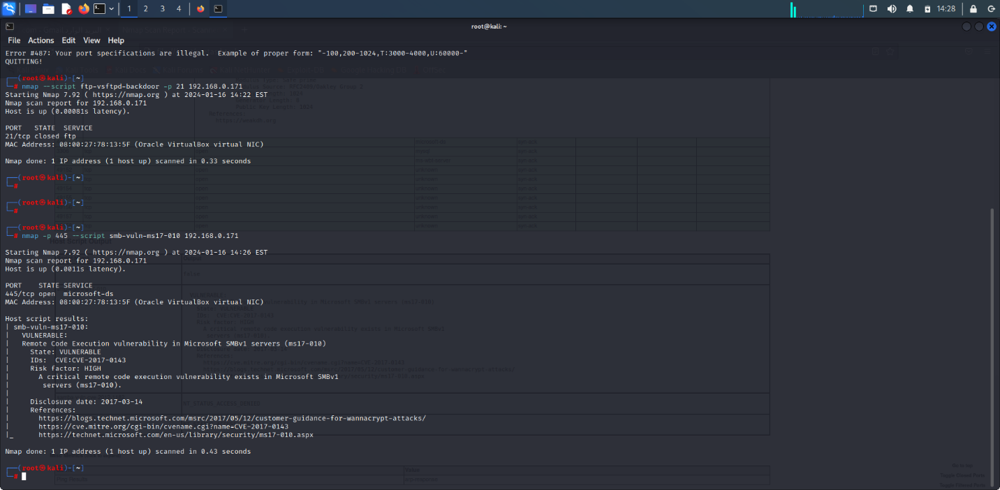 1 2 3 4
14:28
root@kali: ~
File Actions Edit View Help
Error #487: Your port specifications are illegal.  Example of proper form: "-100,200-1024,T:3000-4000,U:60000-"
QUITTING!
┌──(root㉿kali)-[~]
└─# nmap --script ftp-vsftpd-backdoor -p 21 192.168.0.171
Starting Nmap 7.92 ( https://nmap.org ) at 2024-01-16 14:22 EST
Nmap scan report for 192.168.0.171
Host is up (0.00081s latency).
PORT   STATE  SERVICE
21/tcp closed ftp
MAC Address: 08:00:27:78:13:5F (Oracle VirtualBox virtual NIC)
Nmap done: 1 IP address (1 host up) scanned in 0.33 seconds
┌──(root㉿kali)-[~]
└─#
┌──(root㉿kali)-[~]
└─#
┌──(root㉿kali)-[~]
└─# nmap -p 445 --script smb-vuln-ms17-010 192.168.0.171
Starting Nmap 7.92 ( https://nmap.org ) at 2024-01-16 14:26 EST
Nmap scan report for 192.168.0.171
Host is up (0.0011s latency).
PORT    STATE SERVICE
445/tcp open  microsoft-ds
MAC Address: 08:00:27:78:13:5F (Oracle VirtualBox virtual NIC)
Host script results:
| smb-vuln-ms17-010:
|   VULNERABLE:
|   Remote Code Execution vulnerability in Microsoft SMBv1 servers (ms17-010)
|     State: VULNERABLE
|     IDs:  CVE:CVE-2017-0143
|     Risk factor: HIGH
|       A critical remote code execution vulnerability exists in Microsoft SMBv1
|        servers (ms17-010).
|
|     Disclosure date: 2017-03-14
|     References:
|       https://blogs.technet.microsoft.com/msrc/2017/05/12/customer-guidance-for-wannacrypt-attacks/
|       https://cve.mitre.org/cgi-bin/cvename.cgi?name=CVE-2017-0143
|_      https://technet.microsoft.com/en-us/library/security/ms17-010.aspx
Nmap done: 1 IP address (1 host up) scanned in 0.43 seconds
┌──(root㉿kali)-[~]
└─#